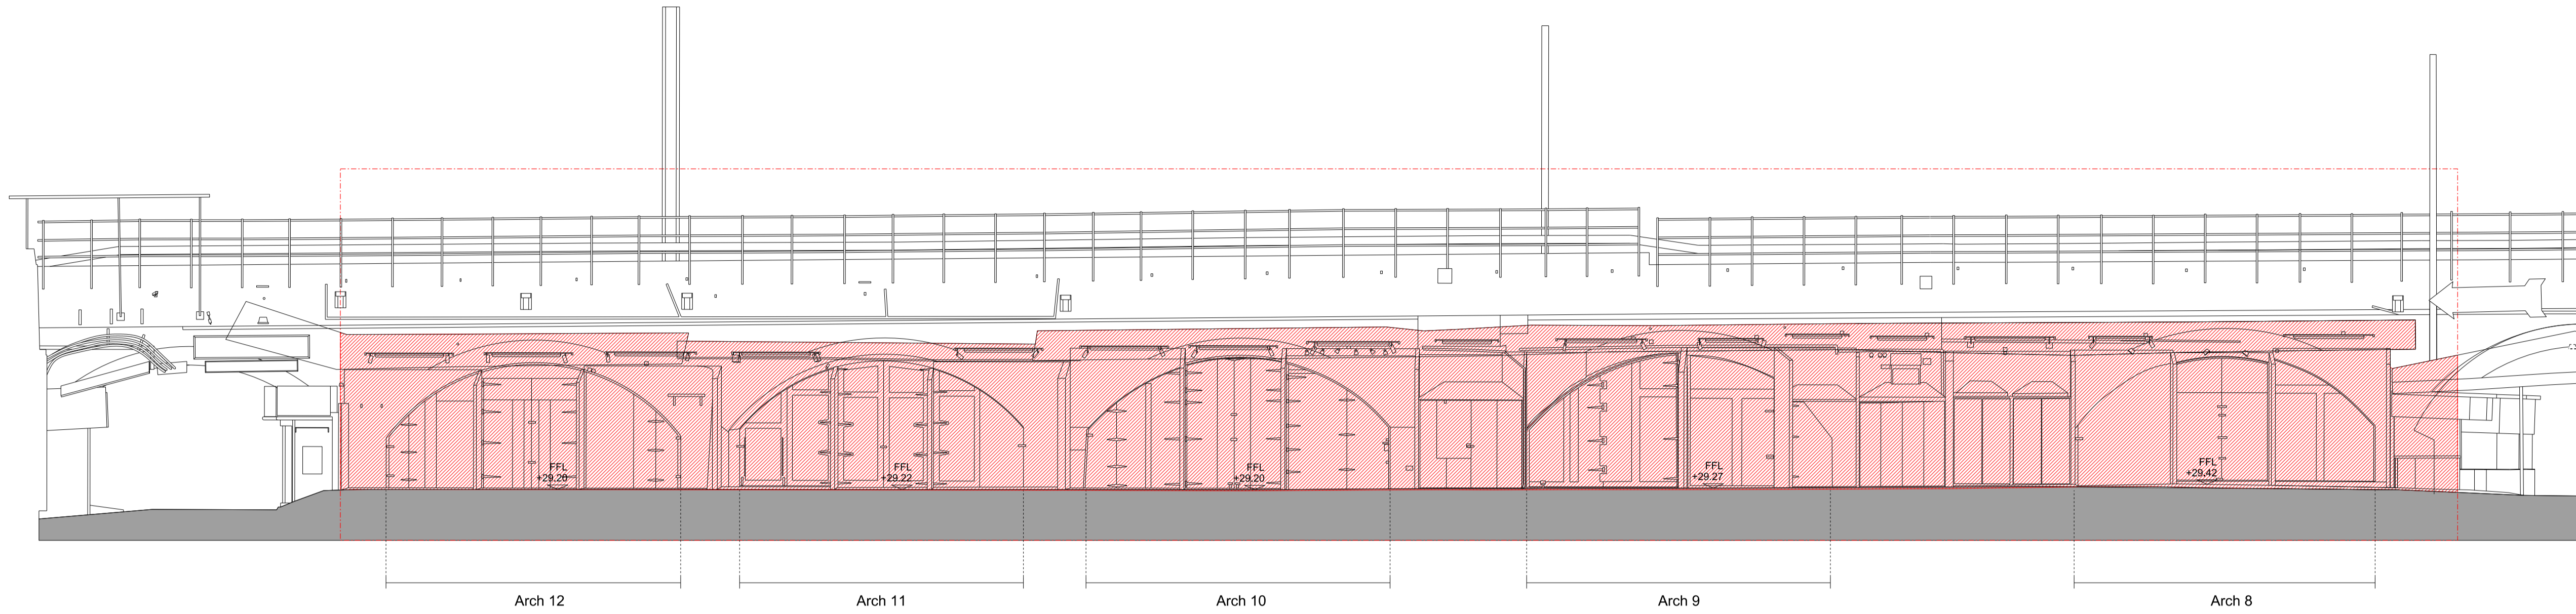 FFL
+29.20
FFL
+29.22
FFL
+29.20
FFL
+29.27
FFL
+29.42
Arch 12
Arch 11
Arch 10
Arch 9
Arch 8